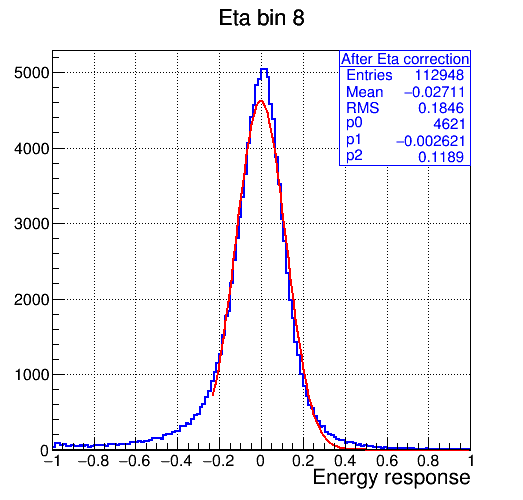 Eta bin 8
After Eta correction
Entries 112948
Mean −0.02711
RMS 0.1846
p0 4621
p1 −0.002621
p2 0.1189
5000
4000
3000
2000
1000
0
−1 −0.8 −0.6 −0.4 −0.2 0 0.2 0.4 0.6 0.8 1
Energy response